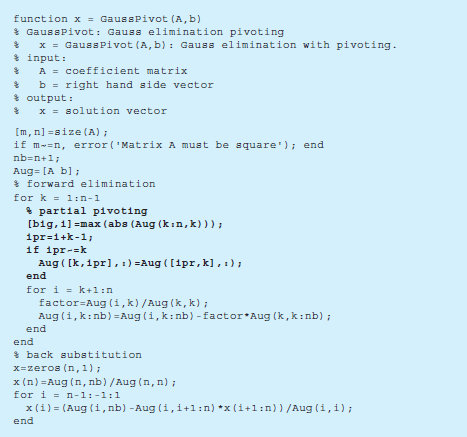 function x = GaussPivot(A,b)
% GaussPivot: Gauss elimination pivoting
%   x = GaussPivot(A,b): Gauss elimination with pivoting.
% input:
%   A = coefficient matrix
%   b = right hand side vector
% output:
%   x = solution vector
[m,n]=size(A);
if m~=n, error('Matrix A must be square'); end
nb=n+1;
Aug=[A b];
% forward elimination
for k = 1:n-1
  % partial pivoting
  [big,i]=max(abs(Aug(k:n,k)));
  ipr=i+k-1;
  if ipr~=k
    Aug([k,ipr],:)=Aug([ipr,k],:);
  end
  for i = k+1:n
    factor=Aug(i,k)/Aug(k,k);
    Aug(i,k:nb)=Aug(i,k:nb)-factor*Aug(k,k:nb);
  end
end
% back substitution
x=zeros(n,1);
x(n)=Aug(n,nb)/Aug(n,n);
for i = n-1:-1:1
  x(i)=(Aug(i,nb)-Aug(i,i+1:n)*x(i+1:n))/Aug(i,i);
end